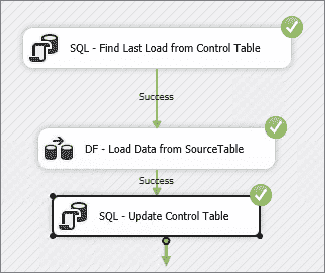 SQL - Find Last Load from Control Table
Success
DF - Load Data from SourceTable
Success
SQL - Update Control Table